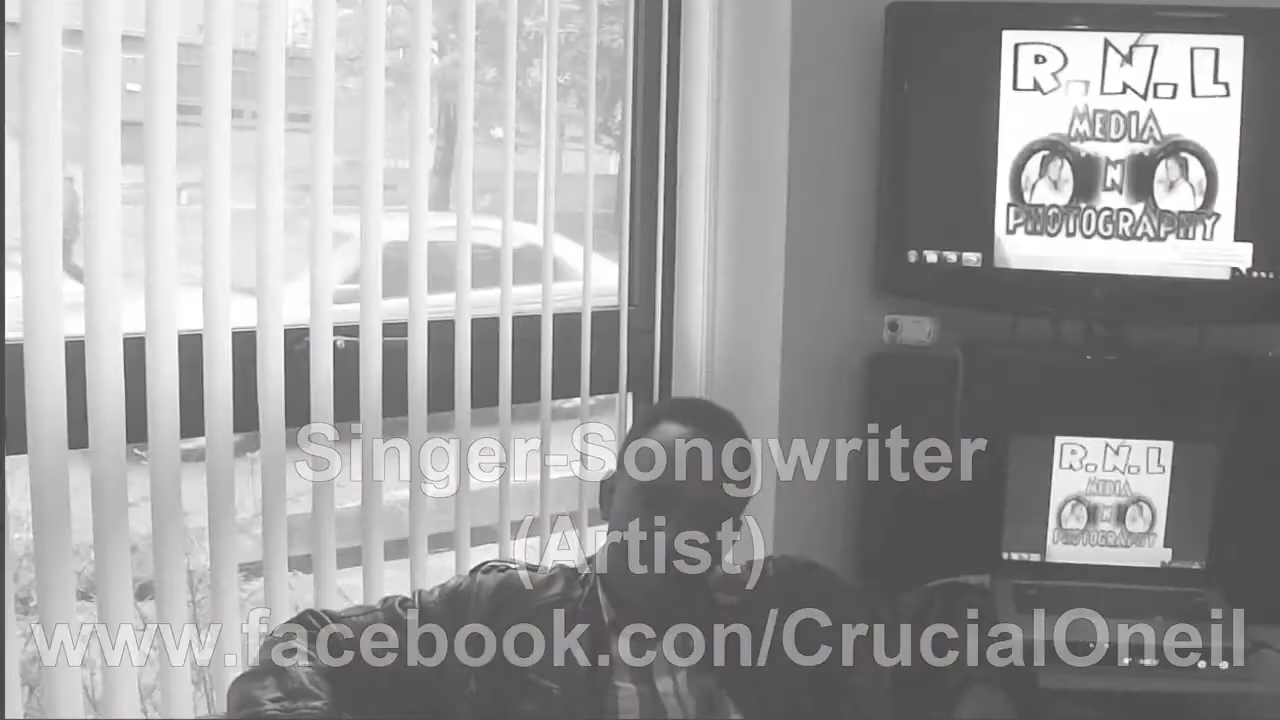 R.N.L
MEDIA
N
PHOTOGRAPHY
Singer-Songwriter
(Artist)
www.facebook.con/CrucialOneil
R.N.L
MEDIA
N
PHOTOGRAPHY